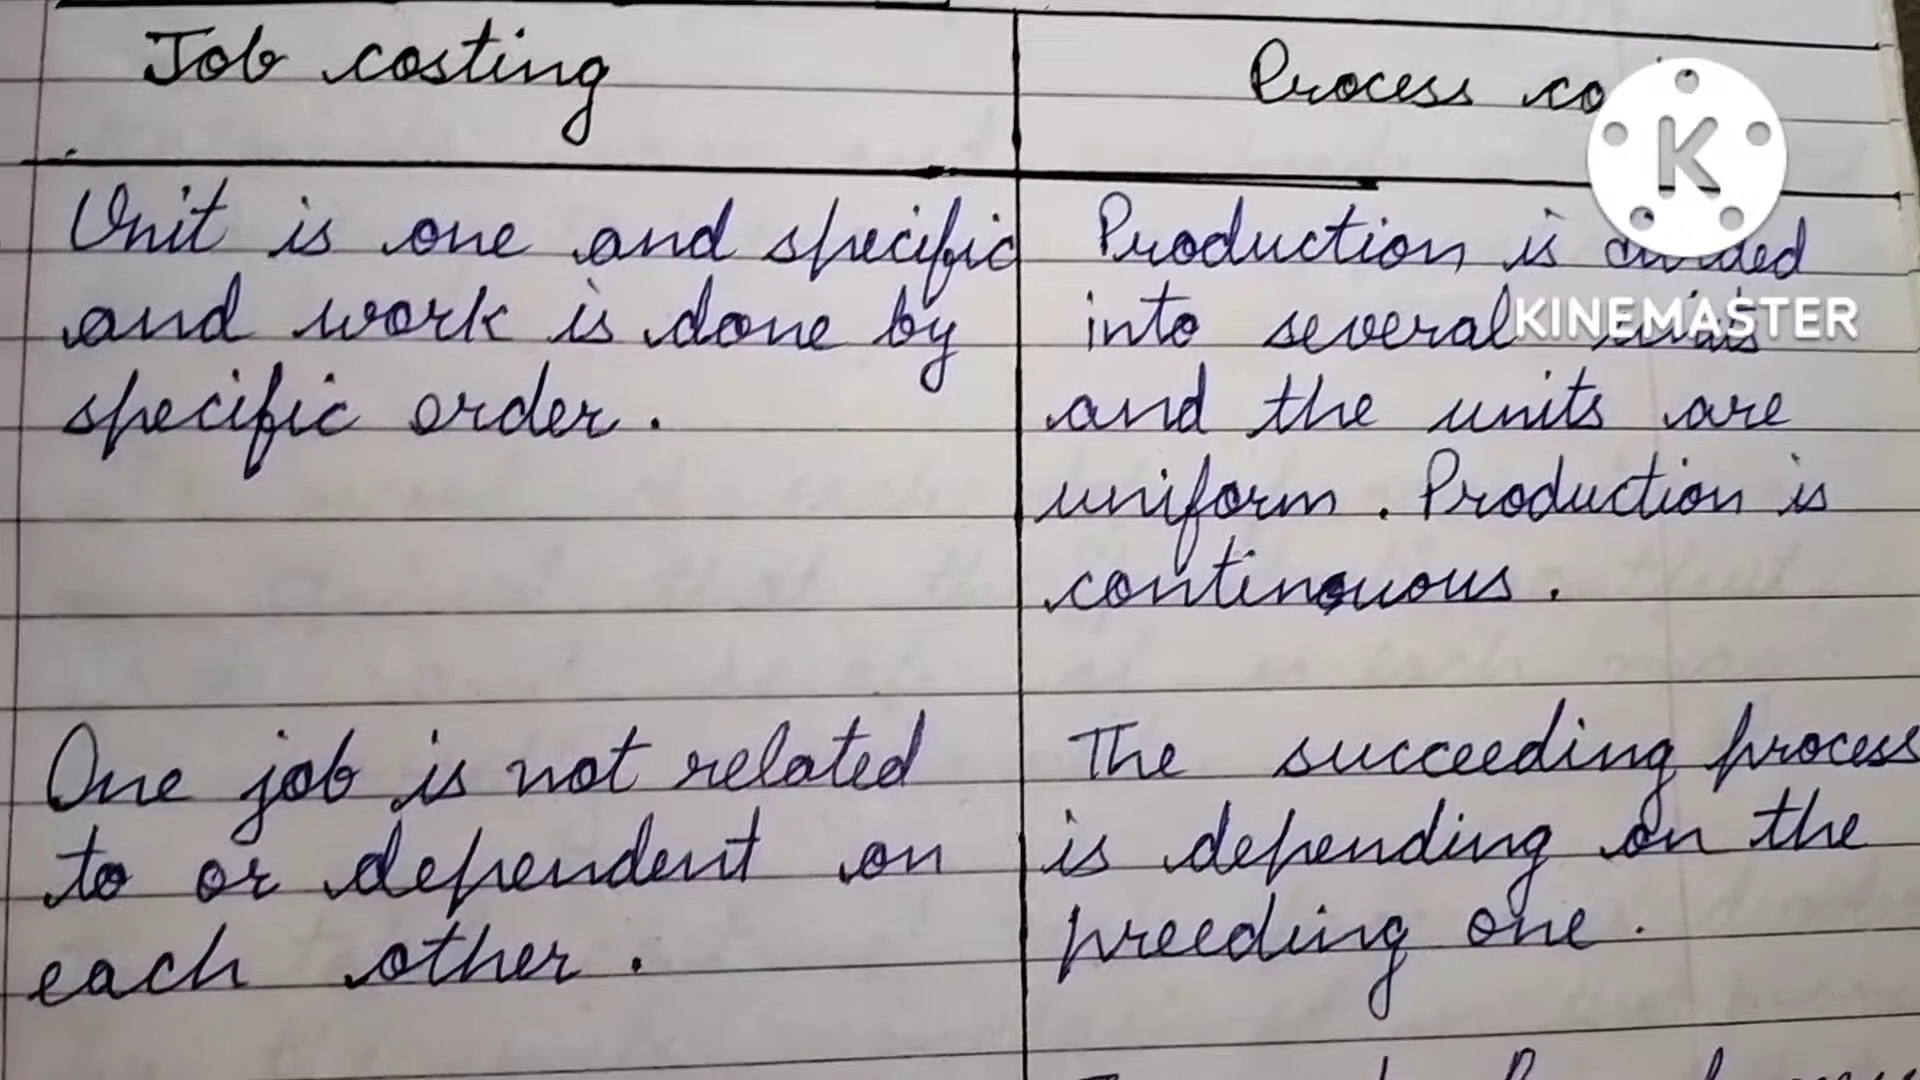 Job costing
Unit is one and specific
and work is done by
specific order.
One job is not related
to or dependent on
each other.
Process
K
KINEMASTER
Production is divided
into several
and the units are
uniform. Production is
continuous.
The succeeding process
is depending on the
preeding one.